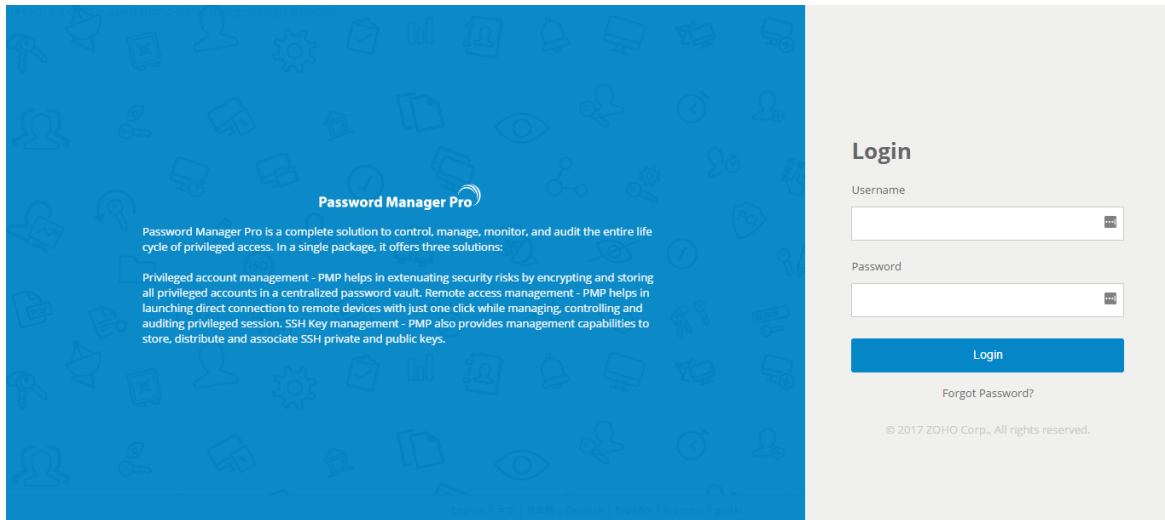 Password Manager Pro
Password Manager Pro is a complete solution to control, manage, monitor, and audit the entire life
cycle of privileged access. In a single package, it offers three solutions:
Privileged account management - PMP helps in extenuating security risks by encrypting and storing
all privileged accounts in a centralized password vault. Remote access management - PMP helps in
launching direct connection to remote devices with just one click while managing, controlling and
auditing privileged session. SSH Key management - PMP also provides management capabilities to
store, distribute and associate SSH private and public keys.
Login
Username
Password
Login
Forgot Password?
© 2017 ZOHO Corp., All rights reserved.